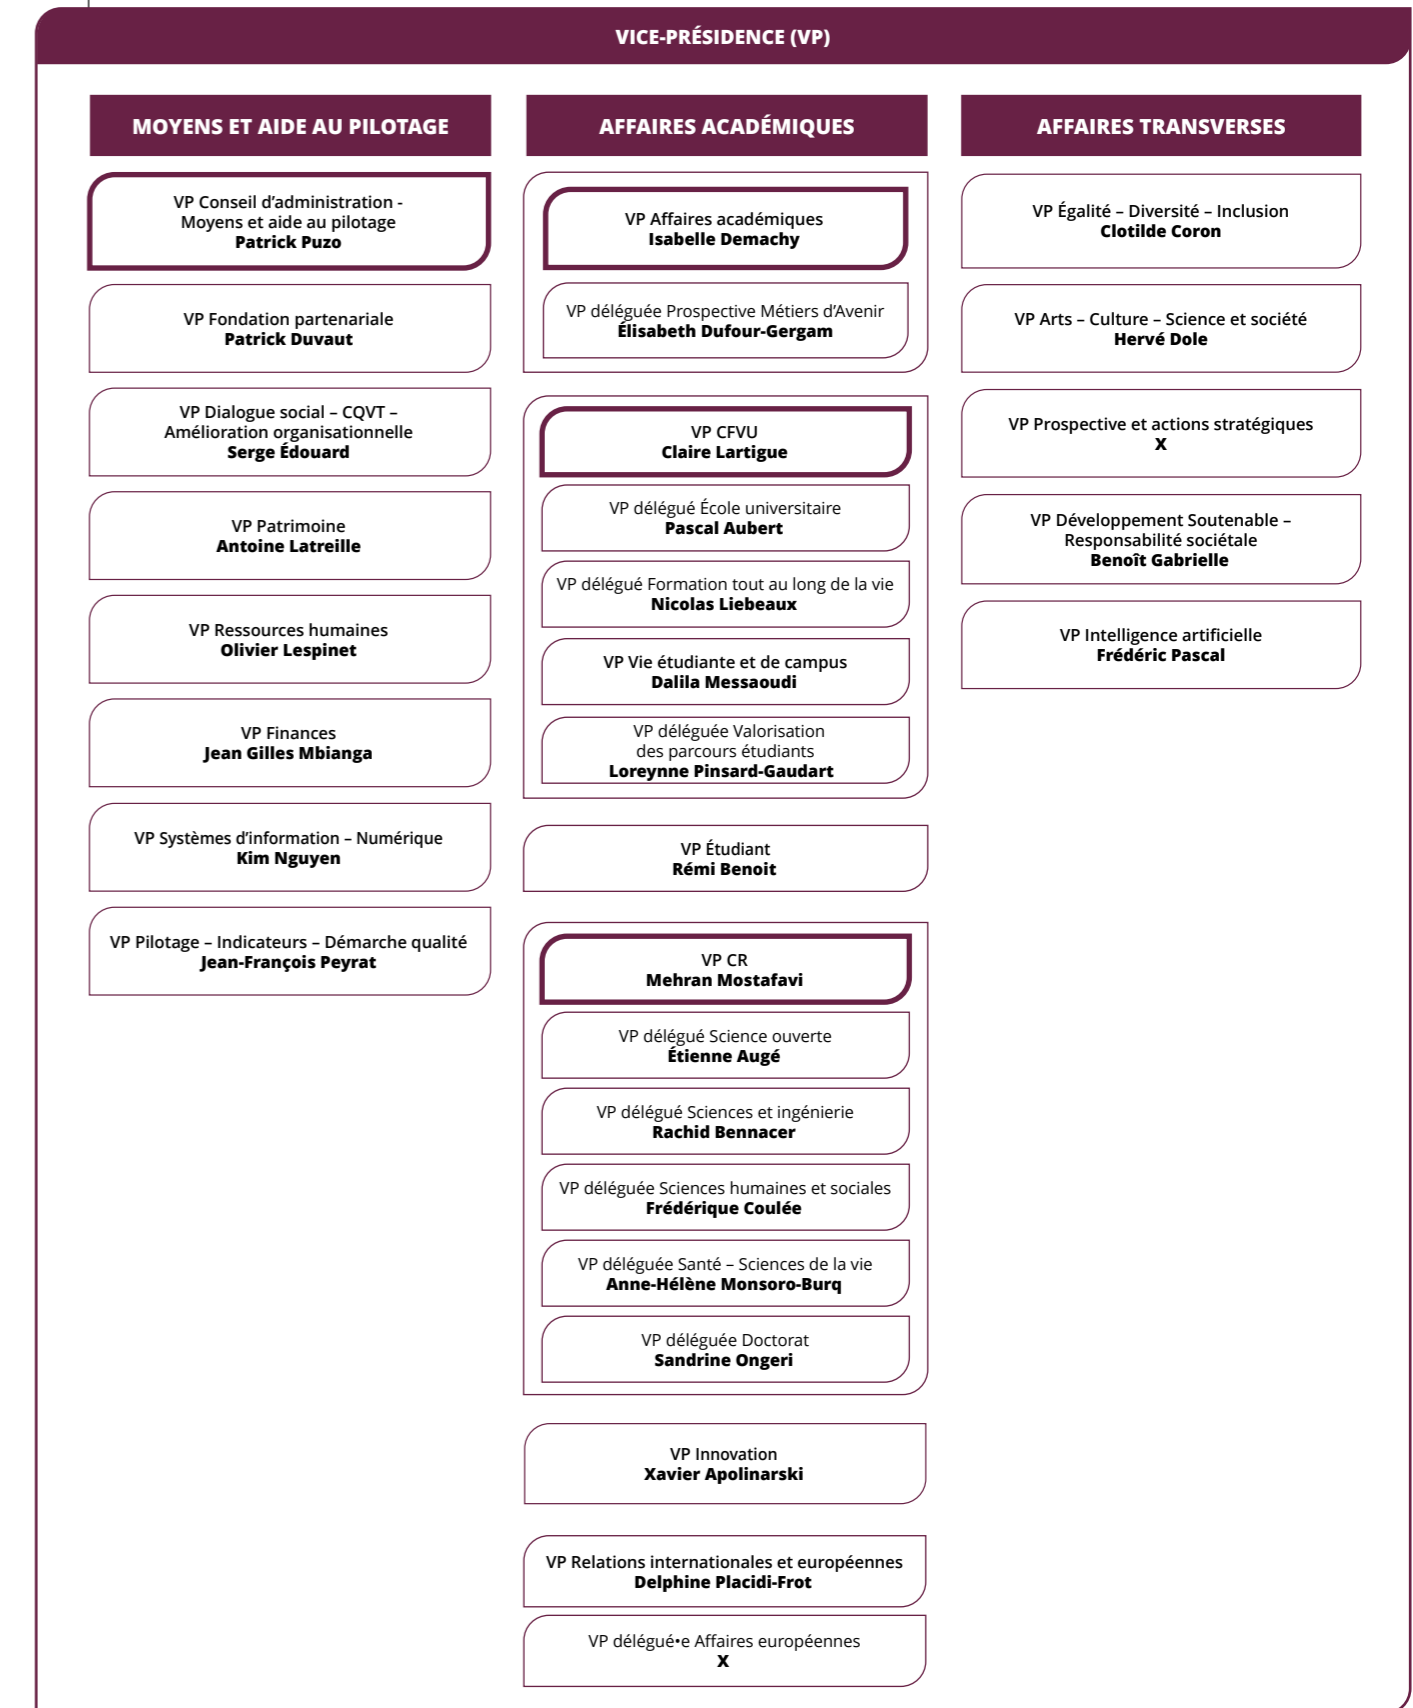 VICE-PRÉSIDENCE (VP)
MOYENS ET AIDE AU PILOTAGE
VP Conseil d’administration -
Moyens et aide au pilotage
Patrick Puzo
VP Fondation partenariale
Patrick Duvaut
VP Dialogue social – CQVT –
Amélioration organisationnelle
Serge Édouard
VP Patrimoine
Antoine Latreille
VP Ressources humaines
Olivier Lespinet
VP Finances
Jean Gilles Mbianga
VP Systèmes d’information – Numérique
Kim Nguyen
VP Pilotage – Indicateurs – Démarche qualité
Jean-François Peyrat
AFFAIRES ACADÉMIQUES
VP Affaires académiques
Isabelle Demachy
VP déléguée Prospective Métiers d’Avenir
Élisabeth Dufour-Gergam
VP CFVU
Claire Lartigue
VP délégué École universitaire
Pascal Aubert
VP délégué Formation tout au long de la vie
Nicolas Liebeaux
VP Vie étudiante et de campus
Dalila Messaoudi
VP déléguée Valorisation
des parcours étudiants
Loreynne Pinsard-Gaudart
VP Étudiant
Rémi Benoit
VP CR
Mehran Mostafavi
VP délégué Science ouverte
Étienne Augé
VP délégué Sciences et ingénierie
Rachid Bennacer
VP déléguée Sciences humaines et sociales
Frédérique Coulée
VP déléguée Santé – Sciences de la vie
Anne-Hélène Monsoro-Burq
VP déléguée Doctorat
Sandrine Ongeri
VP Innovation
Xavier Apolinarski
VP Relations internationales et européennes
Delphine Placidi-Frot
VP délégué•e Affaires européennes
X
AFFAIRES TRANSVERSES
VP Égalité – Diversité – Inclusion
Clotilde Coron
VP Arts – Culture – Science et société
Hervé Dole
VP Prospective et actions stratégiques
X
VP Développement Soutenable –
Responsabilité sociétale
Benoît Gabrielle
VP Intelligence artificielle
Frédéric Pascal